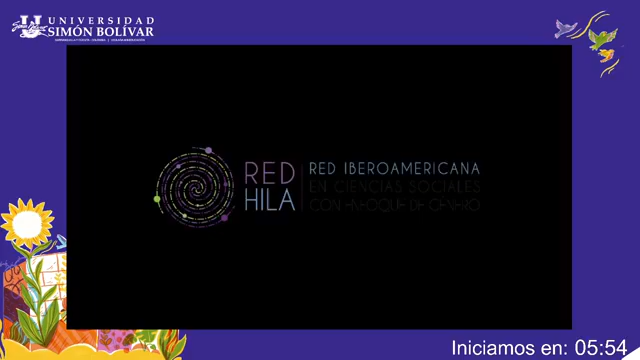 UNIVERSIDAD
SIMÓN BOLÍVAR
RED
HILA
RED IBEROAMERICANA
EN CIENCIAS SOCIALES
CON ENFOQUE DE GÉNERO
Iniciamos en: 05:54